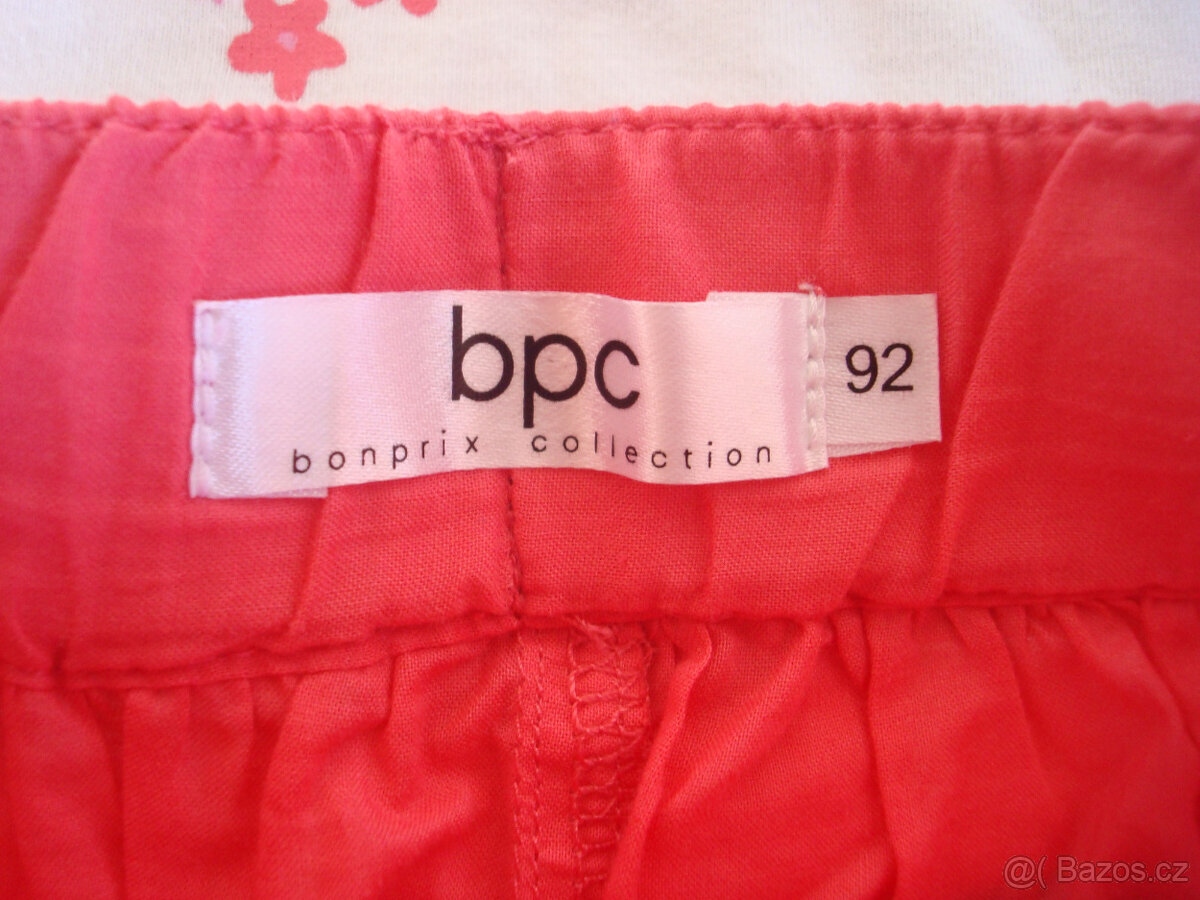 bpc
bonprix collection
92
@( Bazos.cz